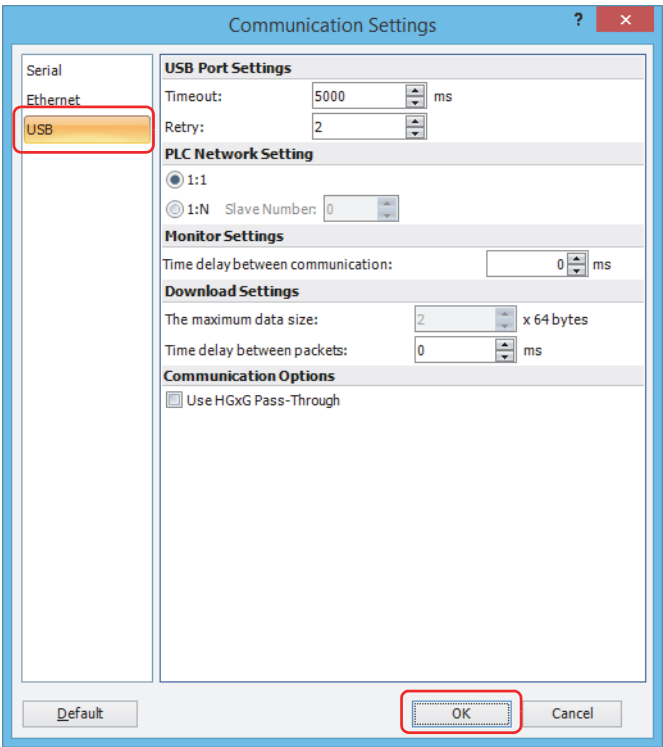 Communication Settings
? ×
Serial
Ethernet
USB
USB Port Settings
Timeout: 5000 ms
Retry: 2
PLC Network Setting
1:1
1:N Slave Number: 0
Monitor Settings
Time delay between communication: 0 ms
Download Settings
The maximum data size: 2 x 64 bytes
Time delay between packets: 0 ms
Communication Options
Use HGxG Pass-Through
Default OK Cancel